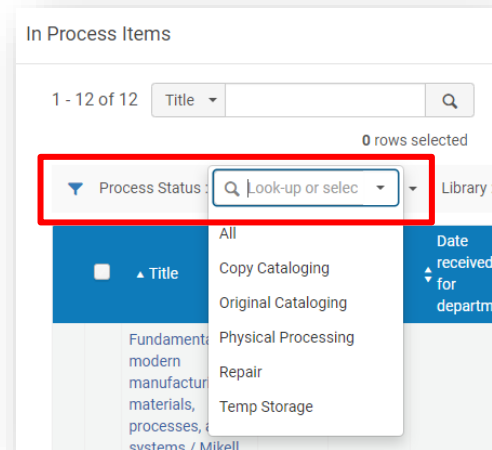 In Process Items
1 - 12 of 12 Title
0 rows selected
Process Status : Look-up or selec Library :
All
Copy Cataloging
Original Cataloging
Physical Processing
Repair
Temp Storage
Title
Date
received
for
departm
Fundamenta
modern
manufactur
materials,
processes, a
systems / Mikell